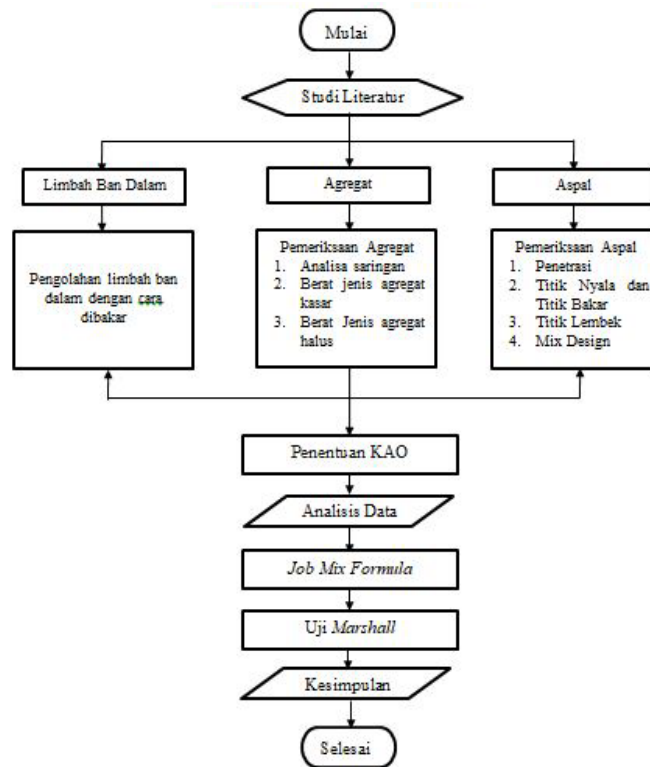 Mulai
Studi Literatur
Limbah Ban Dalam
Agregat
Aspal
Pengolahan limbah ban
dalam dengan cara
dibakar
Pemeriksaan Agregat
1. Analisa saringan
2. Berat jenis agregat
kasar
3. Berat Jenis agregat
halus
Pemeriksaan Aspal
1. Penetrasi
2. Titik Nyala dan
Titik Bakar
3. Titik Lembek
4. Mix Design
Penentuan KAO
Analisis Data
Job Mix Formula
Uji Marshall
Kesimpulan
Selesai